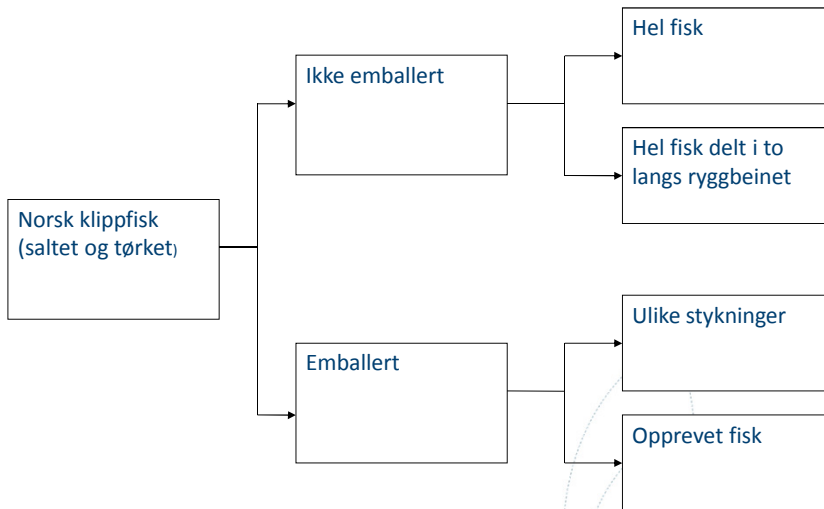 Hel fisk
Ikke emballert
Hel fisk delt i to
langs ryggbeinet
Norsk klippfisk
(saltet og tørket)
Ulike stykninger
Emballert
Opprevet fisk